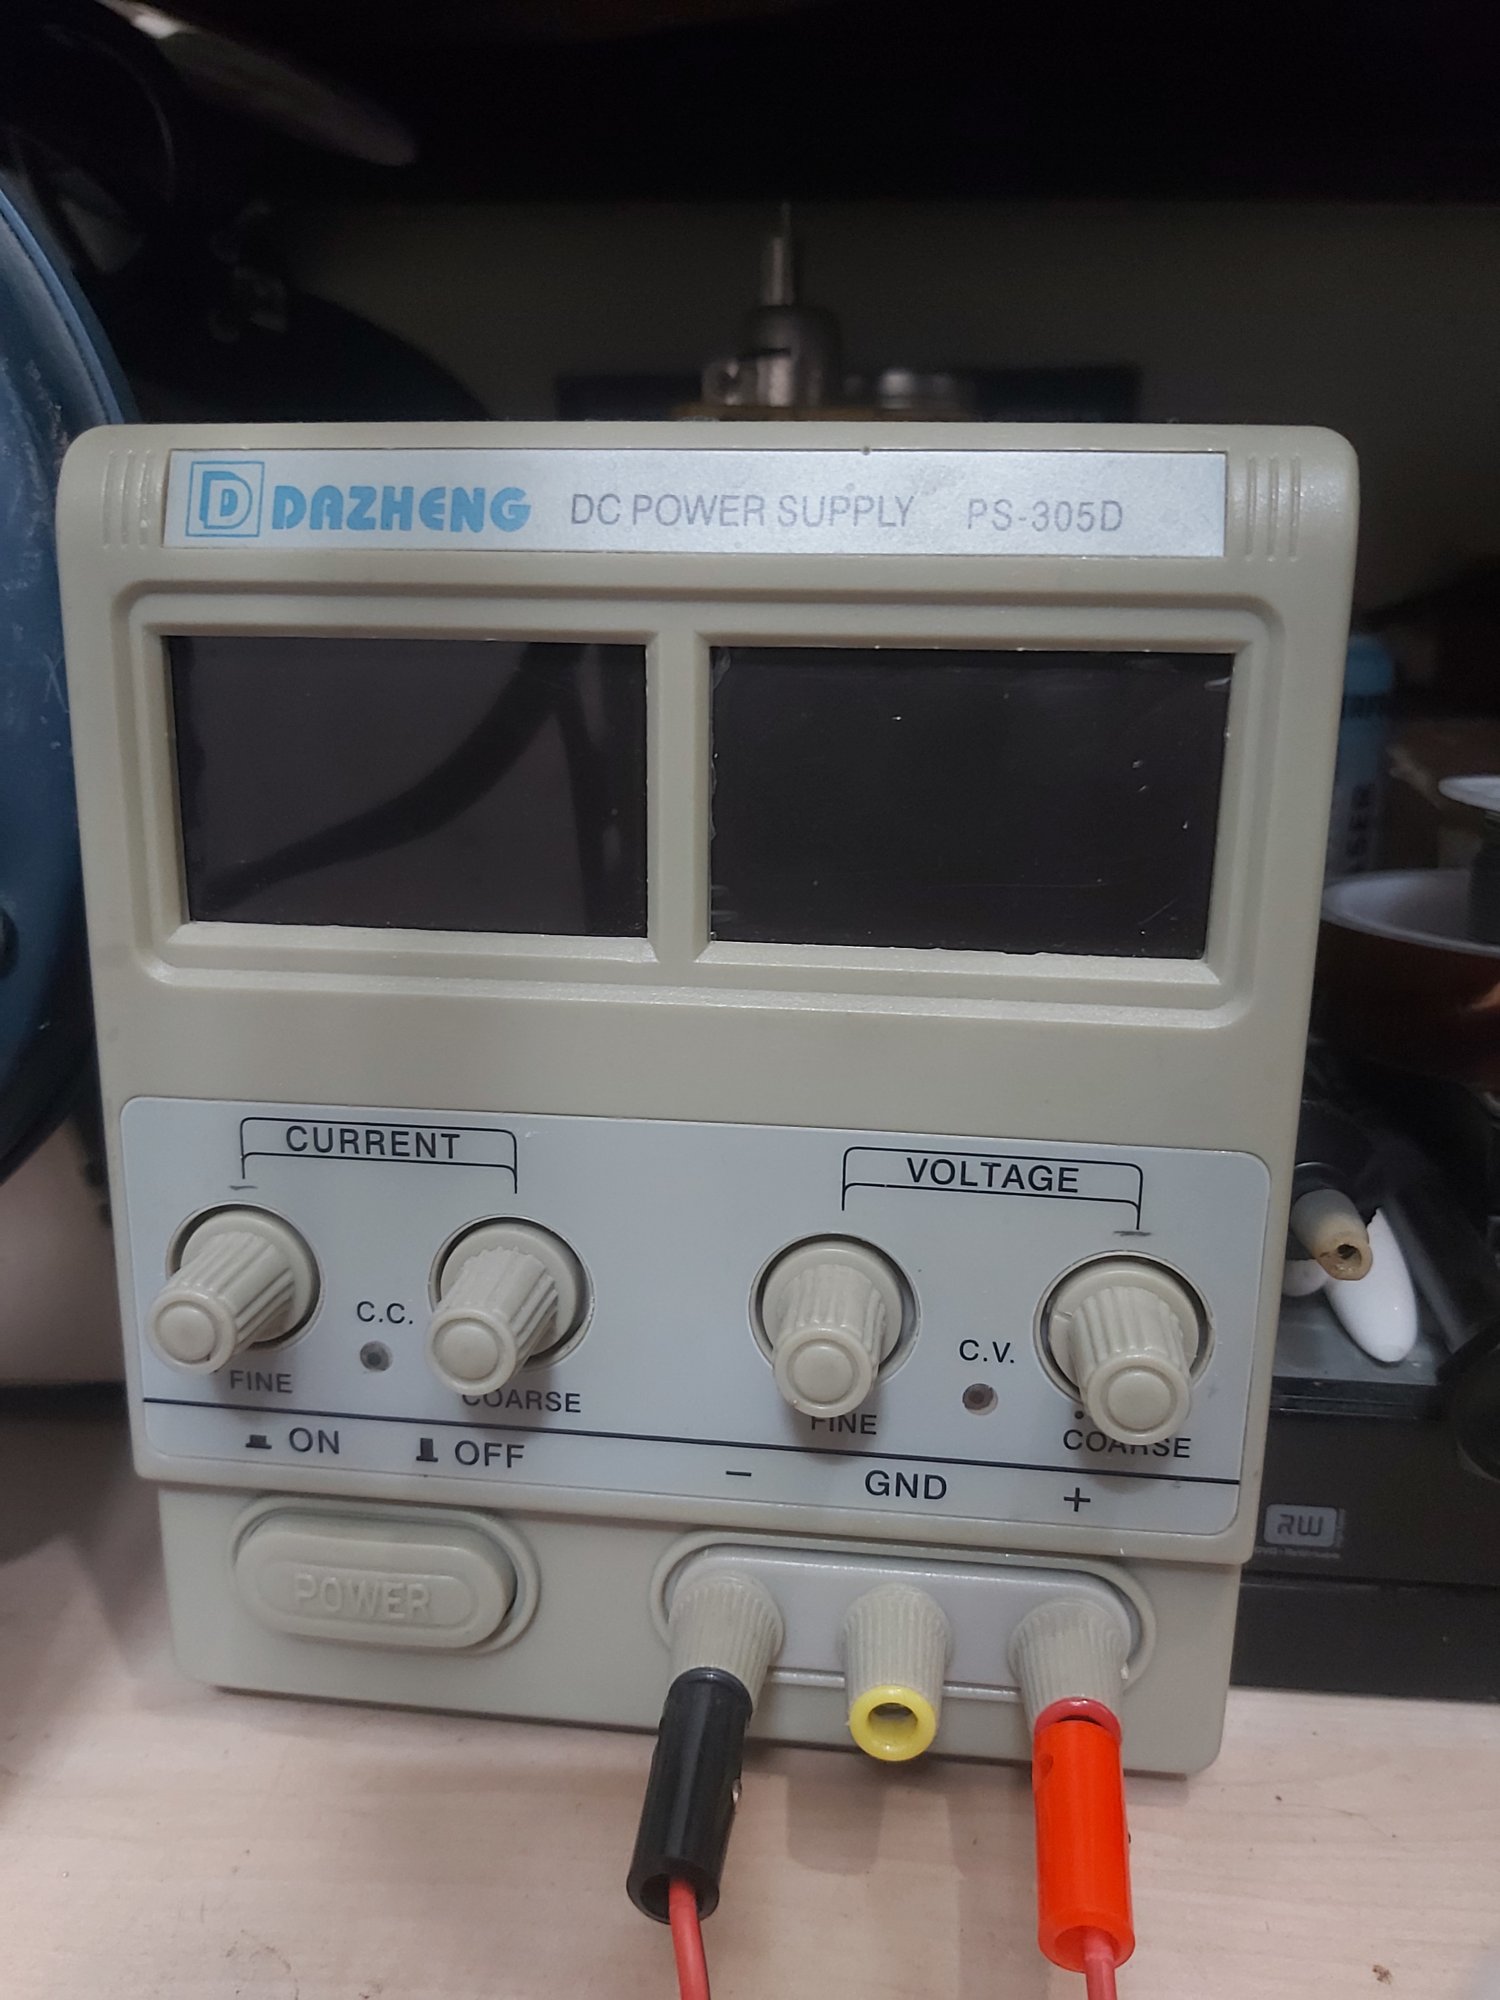 D DAZHENG DC POWER SUPPLY PS-305D
CURRENT
VOLTAGE
C.C.
C.V.
FINE
COARSE
FINE
COARSE
ON
OFF
- GND +
POWER
RW